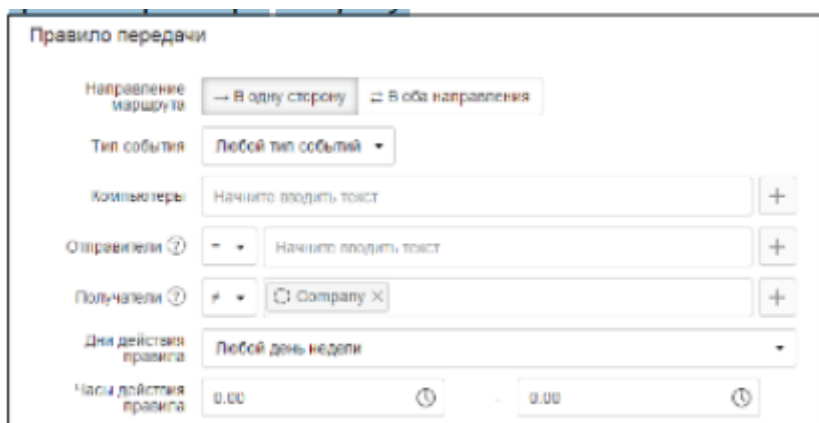 Правило передачи
Направление маршрута
→ В одну сторону ⇄ В оба направления
Тип события Любой тип событий
Компьютеры Начните вводить текст +
Отправители ? = Начните вводить текст +
Получатели ? ≠ Company × +
Дни действия правила Любой день недели
Часы действия правила 0:00 - 0:00